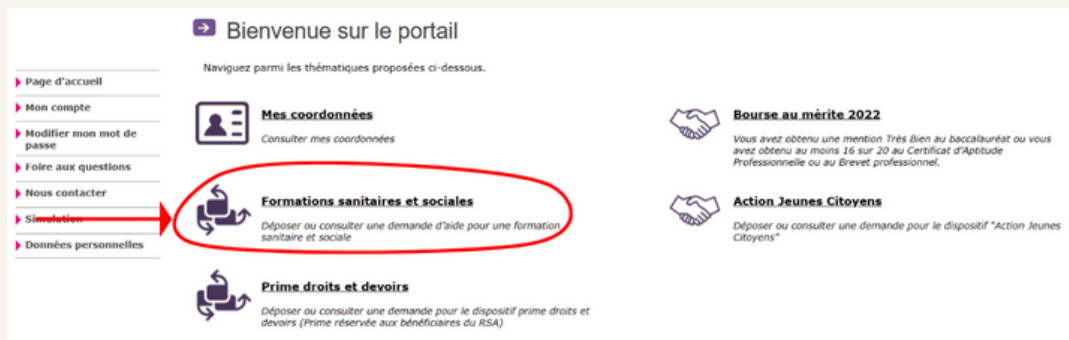 Bienvenue sur le portail
Naviguez parmi les thématiques proposées ci-dessous.
Page d'accueil
Mon compte
Modifier mon mot de
passe
Foire aux questions
Nous contacter
Simulation
Données personnelles
Mes coordonnées
Consulter mes coordonnées
Formations sanitaires et sociales
Déposer ou consulter une demande d'aide pour une formation
sanitaire et sociale
Prime droits et devoirs
Déposer ou consulter une demande pour le dispositif prime droits et
devoirs (Prime réservée aux bénéficiaires du RSA)
Bourse au mérite 2022
Vous avez obtenu une mention Très Bien au baccalauréat ou vous
avez obtenu au moins 16 sur 20 au Certificat d'Aptitude
Professionnelle ou au Brevet professionnel.
Action Jeunes Citoyens
Déposer ou consulter une demande pour le dispositif "Action Jeunes
Citoyens"